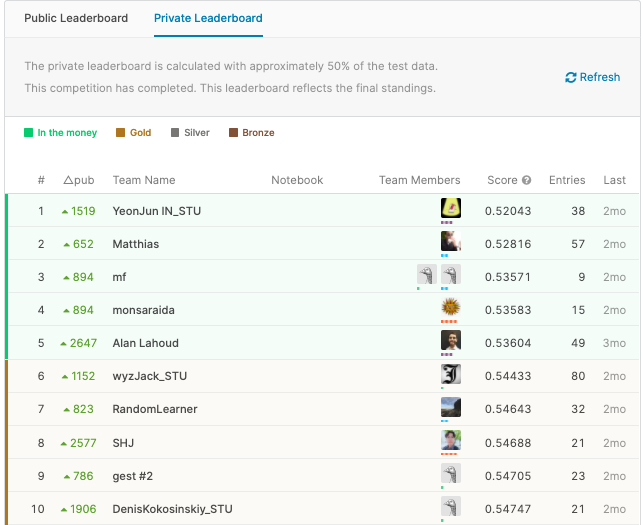 Public Leaderboard Private Leaderboard
The private leaderboard is calculated with approximately 50% of the test data.
This competition has completed. This leaderboard reflects the final standings.
Refresh
In the money Gold Silver Bronze
# △pub Team Name Notebook Team Members Score Entries Last
1 1519 YeonJun IN_STU 0.52043 38 2mo
2 652 Matthias 0.52816 57 2mo
3 894 mf 0.53571 9 2mo
4 894 monsaraida 0.53583 15 2mo
5 2647 Alan Lahoud 0.53604 49 3mo
6 1152 wyzJack_STU 0.54433 80 2mo
7 823 RandomLearner 0.54643 32 2mo
8 2577 SHJ 0.54688 21 2mo
9 786 gest #2 0.54705 23 2mo
10 1906 DenisKokosinskiy_STU 0.54747 21 2mo